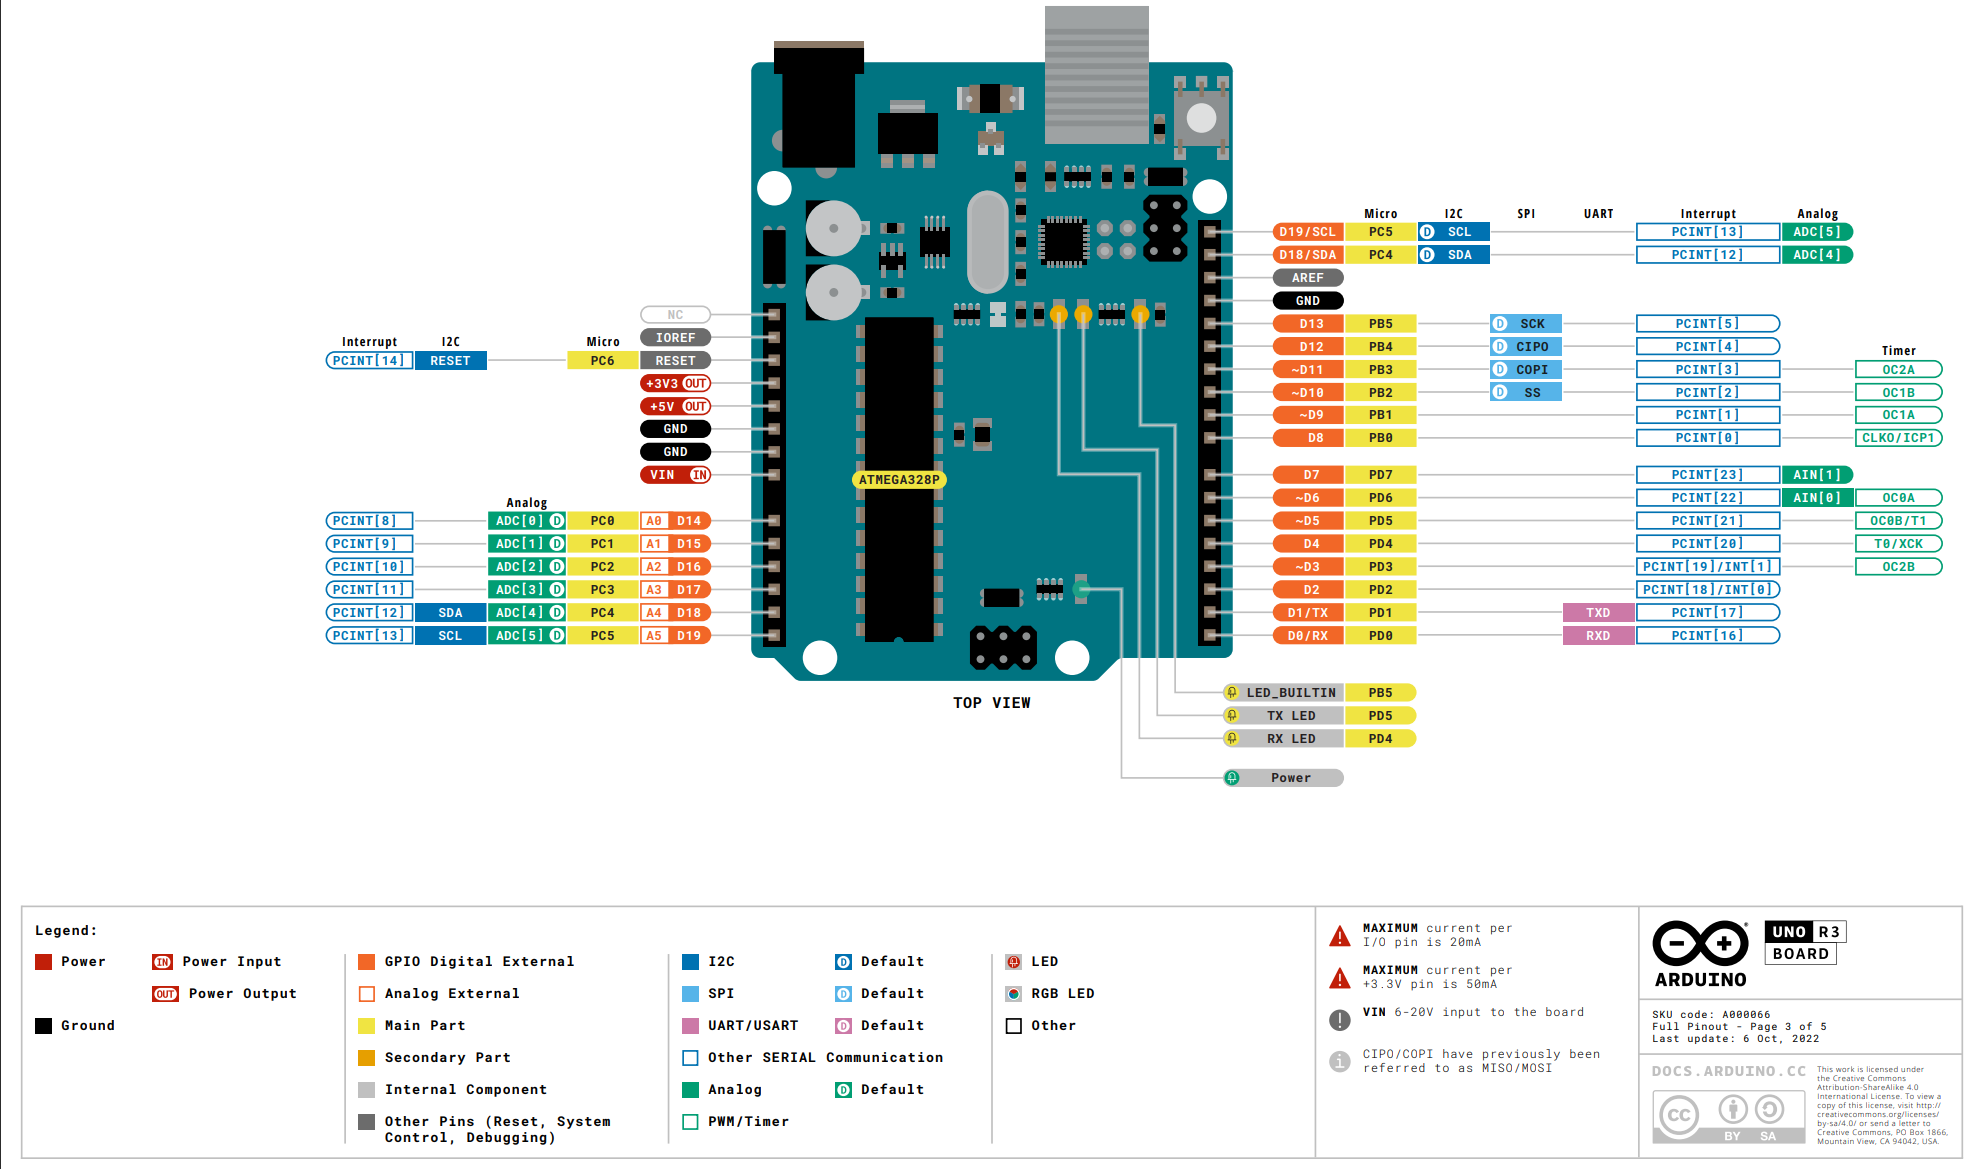 Micro I2C SPI UART Interrupt Analog
D19/SCL PC5 D SCL PCINT[13] ADC[5]
D18/SDA PC4 D SDA PCINT[12] ADC[4]
AREF
GND
D13 PB5 D SCK PCINT[5]
D12 PB4 D CIPO PCINT[4]
Timer
~D11 PB3 D COPI PCINT[3] OC2A
~D10 PB2 D SS PCINT[2] OC1B
~D9 PB1 PCINT[1] OC1A
D8 PB0 PCINT[0] CLKO/ICP1
D7 PD7 PCINT[23] AIN[1]
~D6 PD6 PCINT[22] AIN[0] OC0A
~D5 PD5 PCINT[21] OC0B/T1
D4 PD4 PCINT[20] T0/XCK
~D3 PD3 PCINT[19]/INT[1] OC2B
D2 PD2 PCINT[18]/INT[0]
D1/TX PD1 TXD PCINT[17]
D0/RX PD0 RXD PCINT[16]
NC
IOREF
Interrupt I2C Micro
PCINT[14] RESET PC6 RESET
+3V3 OUT
+5V OUT
GND
GND
VIN IN
Analog
PCINT[8] ADC[0] D PC0 A0 D14
PCINT[9] ADC[1] D PC1 A1 D15
PCINT[10] ADC[2] D PC2 A2 D16
PCINT[11] ADC[3] D PC3 A3 D17
PCINT[12] SDA ADC[4] D PC4 A4 D18
PCINT[13] SCL ADC[5] D PC5 A5 D19
ATMEGA328P
TOP VIEW
LED_BUILTIN PB5
TX LED PD5
RX LED PD4
Power
Legend:
Power
IN Power Input
OUT Power Output
Ground
GPIO Digital External
Analog External
Main Part
Secondary Part
Internal Component
Other Pins (Reset, System
Control, Debugging)
I2C D Default
SPI D Default
UART/USART D Default
Other SERIAL Communication
Analog D Default
PWM/Timer
LED
RGB LED
Other
MAXIMUM current per
I/O pin is 20mA
MAXIMUM current per
+3.3V pin is 50mA
VIN 6-20V input to the board
CIPO/COPI have previously been
referred to as MISO/MOSI
ARDUINO
UNO R3
BOARD
SKU code: A000066
Full Pinout - Page 3 of 5
Last update: 6 Oct, 2022
DOCS.ARDUINO.CC
CC BY SA
This work is licensed under
the Creative Commons
Attribution-ShareAlike 4.0
International License. To view a
copy of this license, visit http://
creativecommons.org/licenses/
by-sa/4.0/ or send a letter to
Creative Commons, PO Box 1866,
Mountain View, CA 94042, USA.